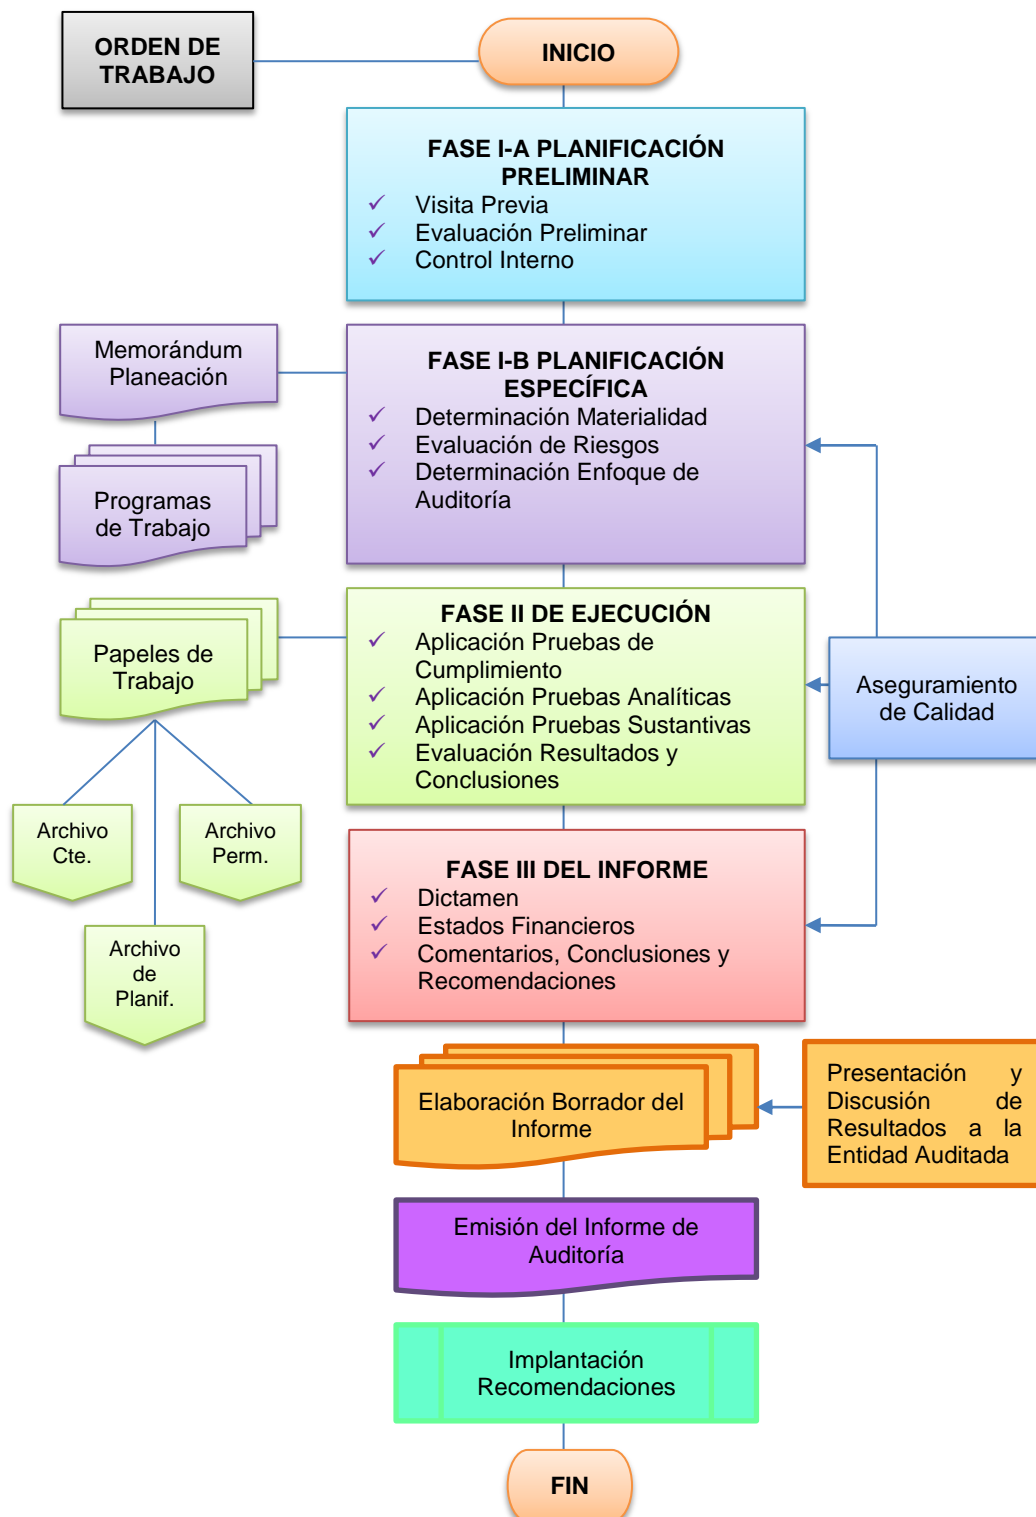 ORDEN DE
TRABAJO
INICIO
FASE I-A PLANIFICACIÓN
PRELIMINAR
✓ Visita Previa
✓ Evaluación Preliminar
✓ Control Interno
Memorándum
Planeación
FASE I-B PLANIFICACIÓN
ESPECÍFICA
✓ Determinación Materialidad
✓ Evaluación de Riesgos
✓ Determinación Enfoque de
Auditoría
Programas
de Trabajo
FASE II DE EJECUCIÓN
✓ Aplicación Pruebas de
Cumplimiento
✓ Aplicación Pruebas Analíticas
✓ Aplicación Pruebas Sustantivas
✓ Evaluación Resultados y
Conclusiones
Papeles de
Trabajo
Aseguramiento
de Calidad
Archivo
Cte.
Archivo
Perm.
Archivo
de
Planif.
FASE III DEL INFORME
✓ Dictamen
✓ Estados Financieros
✓ Comentarios, Conclusiones y
Recomendaciones
Elaboración Borrador del
Informe
Presentación y
Discusión de
Resultados a la
Entidad Auditada
Emisión del Informe de
Auditoría
Implantación
Recomendaciones
FIN